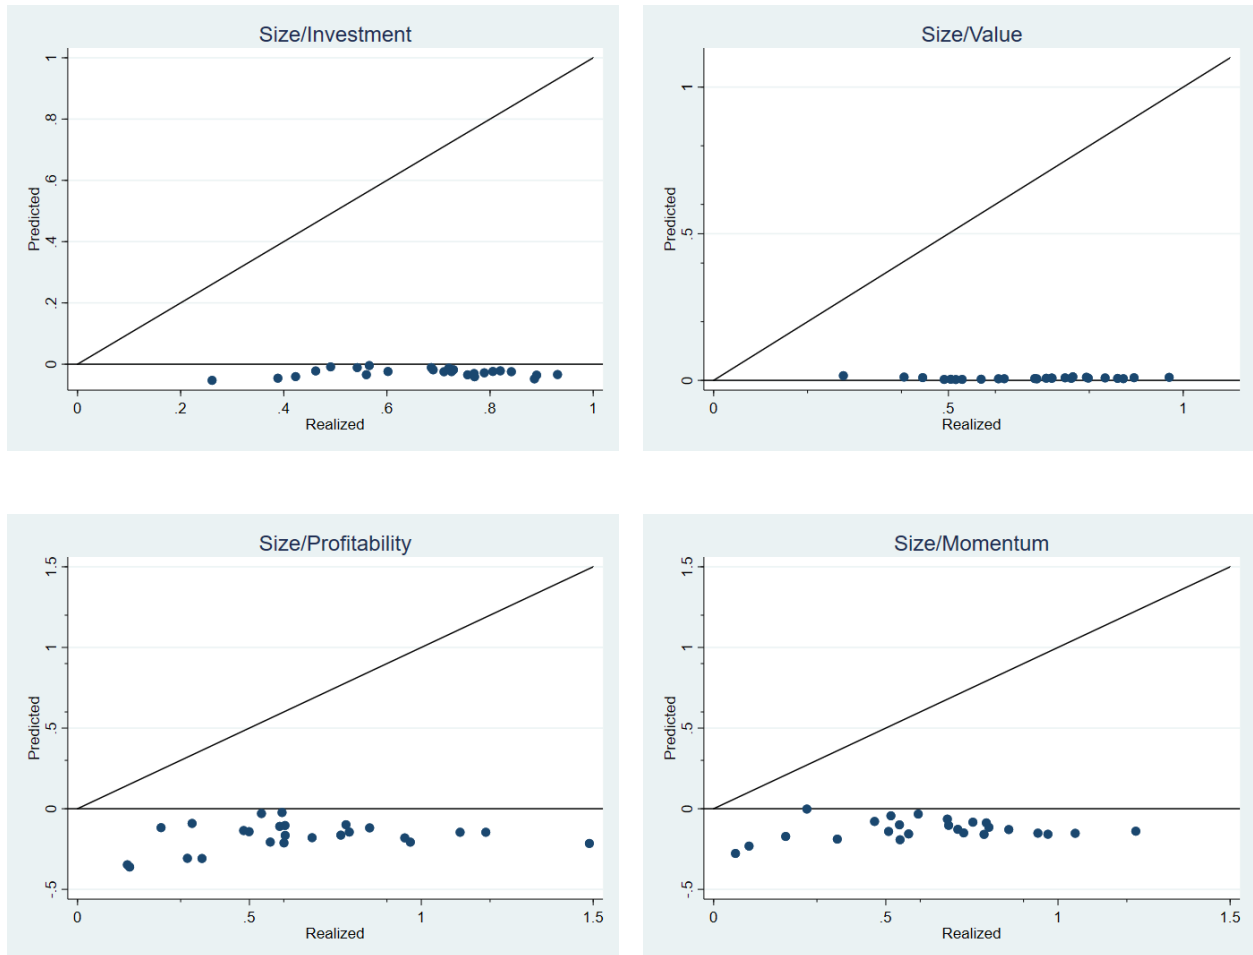 Size/Investment
Predicted
1
.8
.6
.4
.2
0
0 .2 .4 .6 .8 1
Realized
Size/Value
Predicted
1
.5
0
0 .5 1
Realized
Size/Profitability
Predicted
1.5
1
.5
0
-.5
0 .5 1 1.5
Realized
Size/Momentum
Predicted
1.5
1
.5
0
-.5
0 .5 1 1.5
Realized